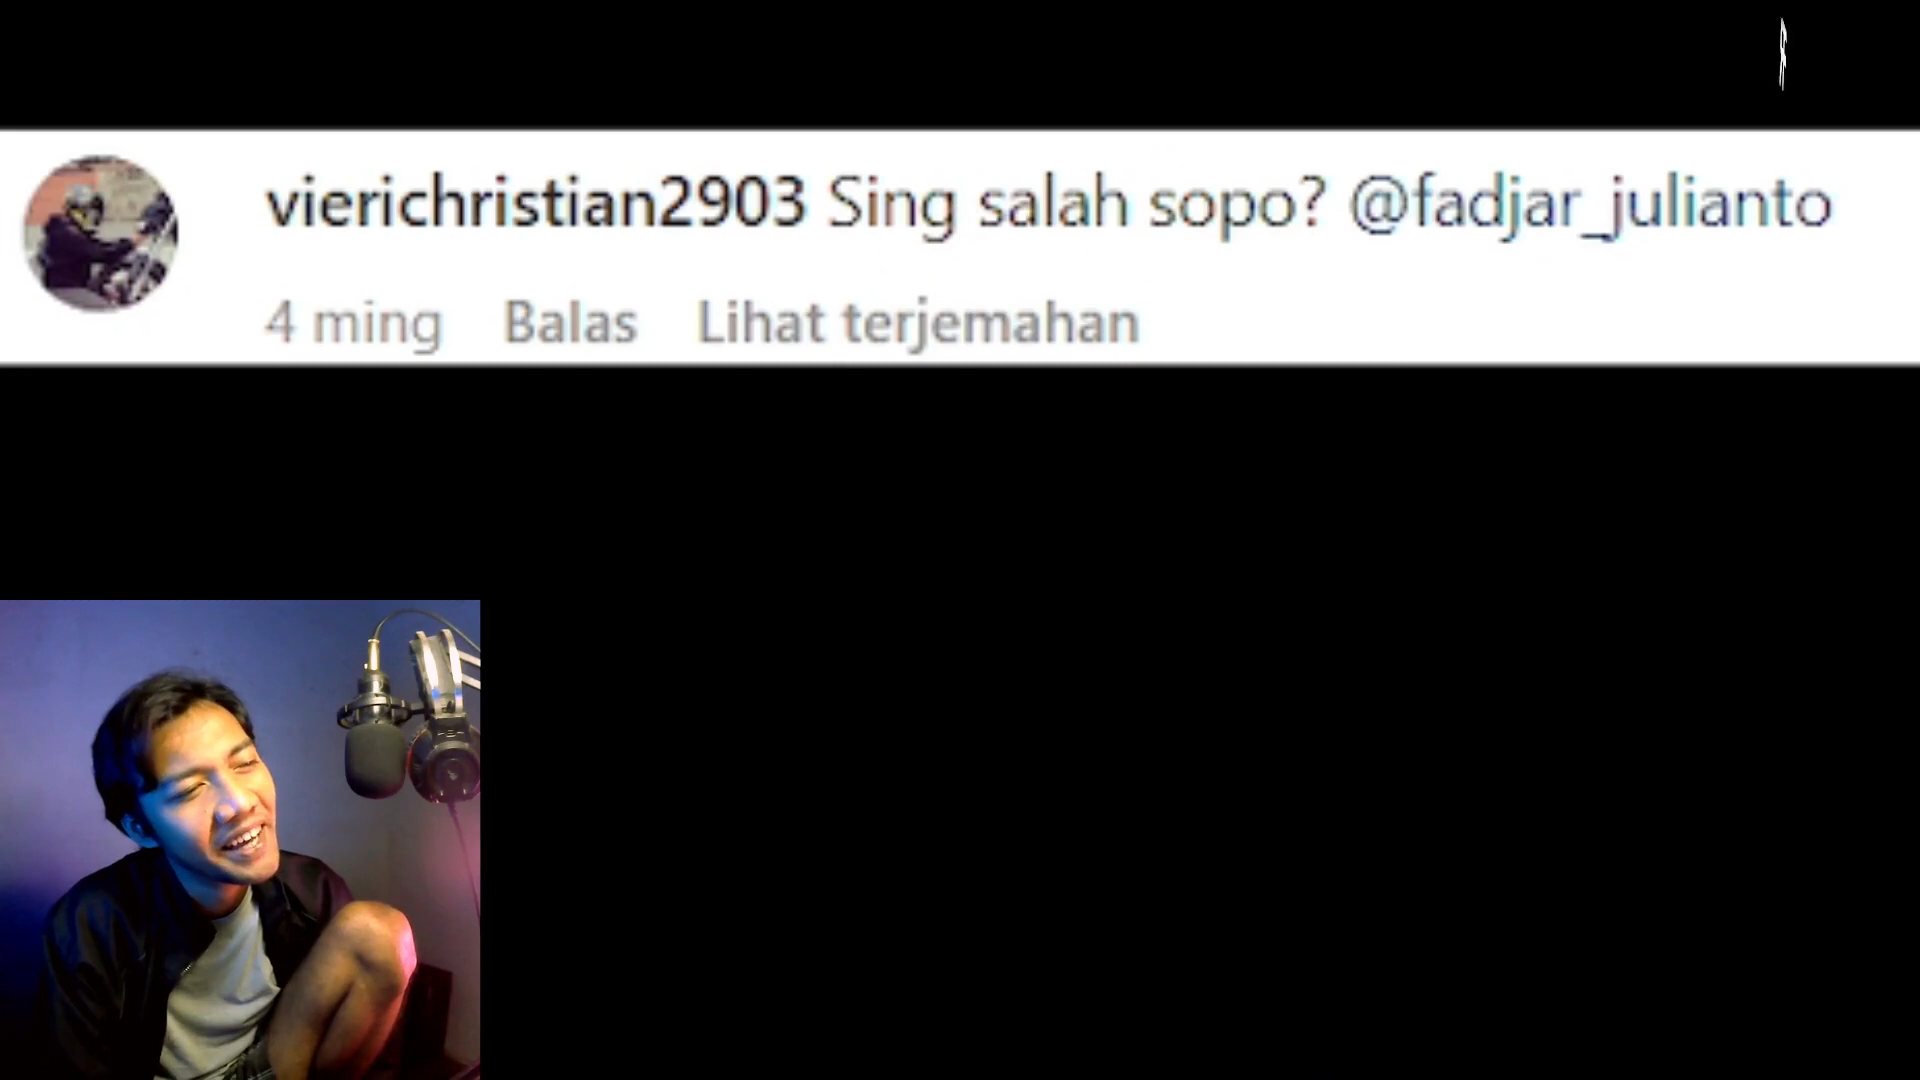 vierichristian2903 Sing salah sopo? @fadjar_julianto
4 ming Balas Lihat terjemahan